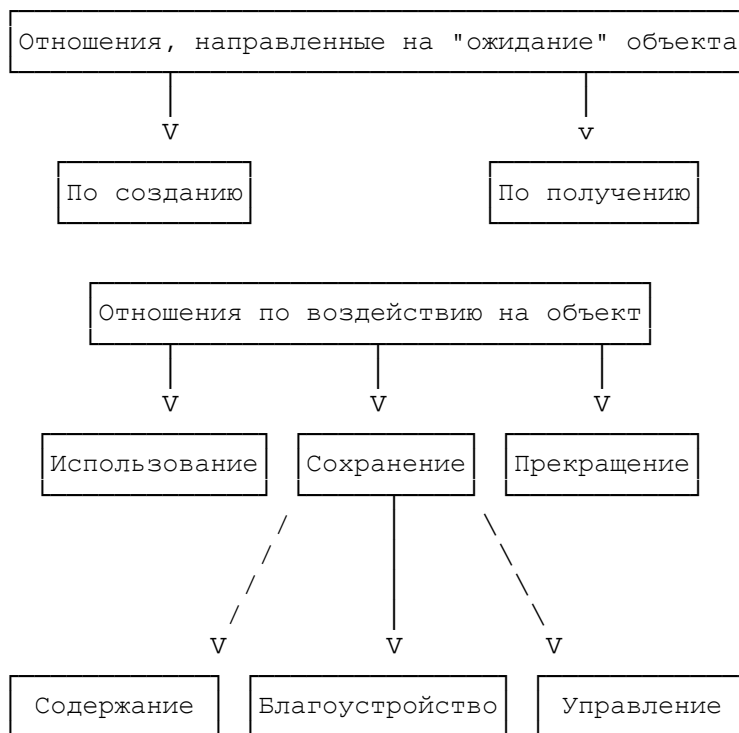 Отношения, направленные на "ожидание" объекта
V v
По созданию По получению
Отношения по воздействию на объект
V V V
Использование Сохранение Прекращение
V V V
Содержание Благоустройство Управление